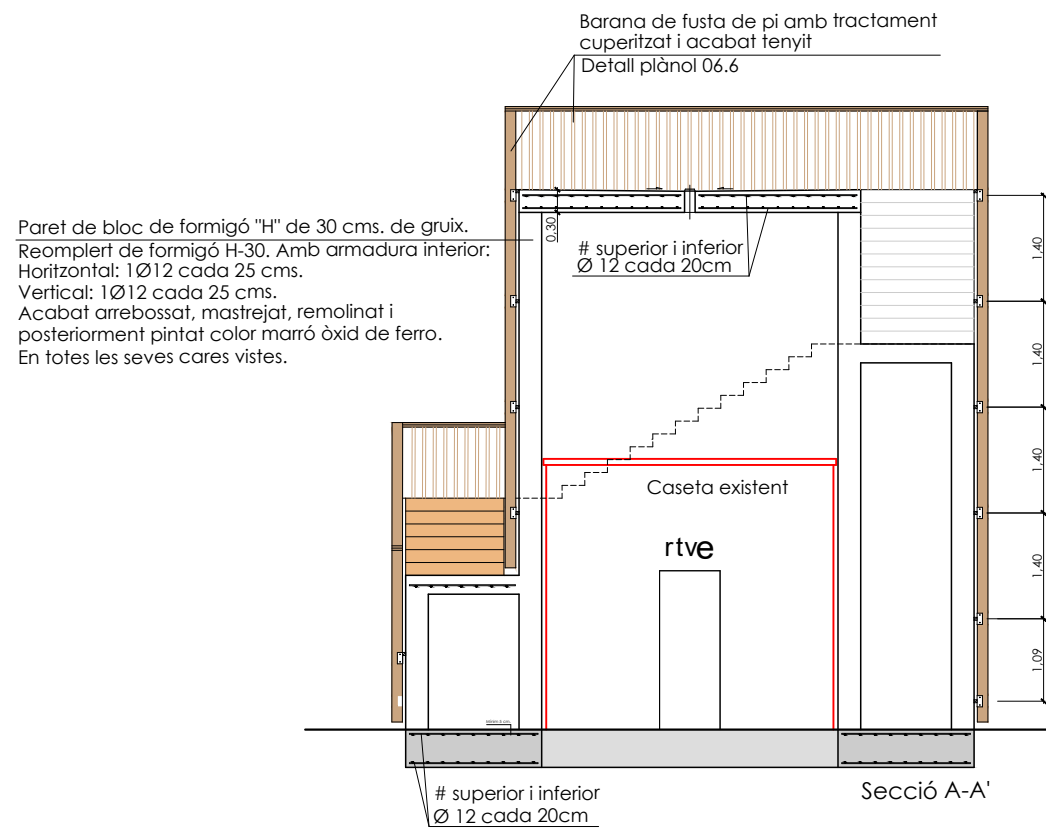 Barana de fusta de pi amb tractament
cuperitzat i acabat tenyit
Detall plànol 06.6
Paret de bloc de formigó "H" de 30 cms. de gruix.
Reomplert de formigó H-30. Amb armadura interior:
Horitzontal: 1Ø12 cada 25 cms.
Vertical: 1Ø12 cada 25 cms.
Acabat arrebossat, mastrejat, remolinat i
posteriorment pintat color marró òxid de ferro.
En totes les seves cares vistes.
0,30
# superior i inferior
Ø 12 cada 20cm
1,40
1,40
1,40
1,40
1,09
Caseta existent
rtve
# superior i inferior
Ø 12 cada 20cm
Secció A-A'